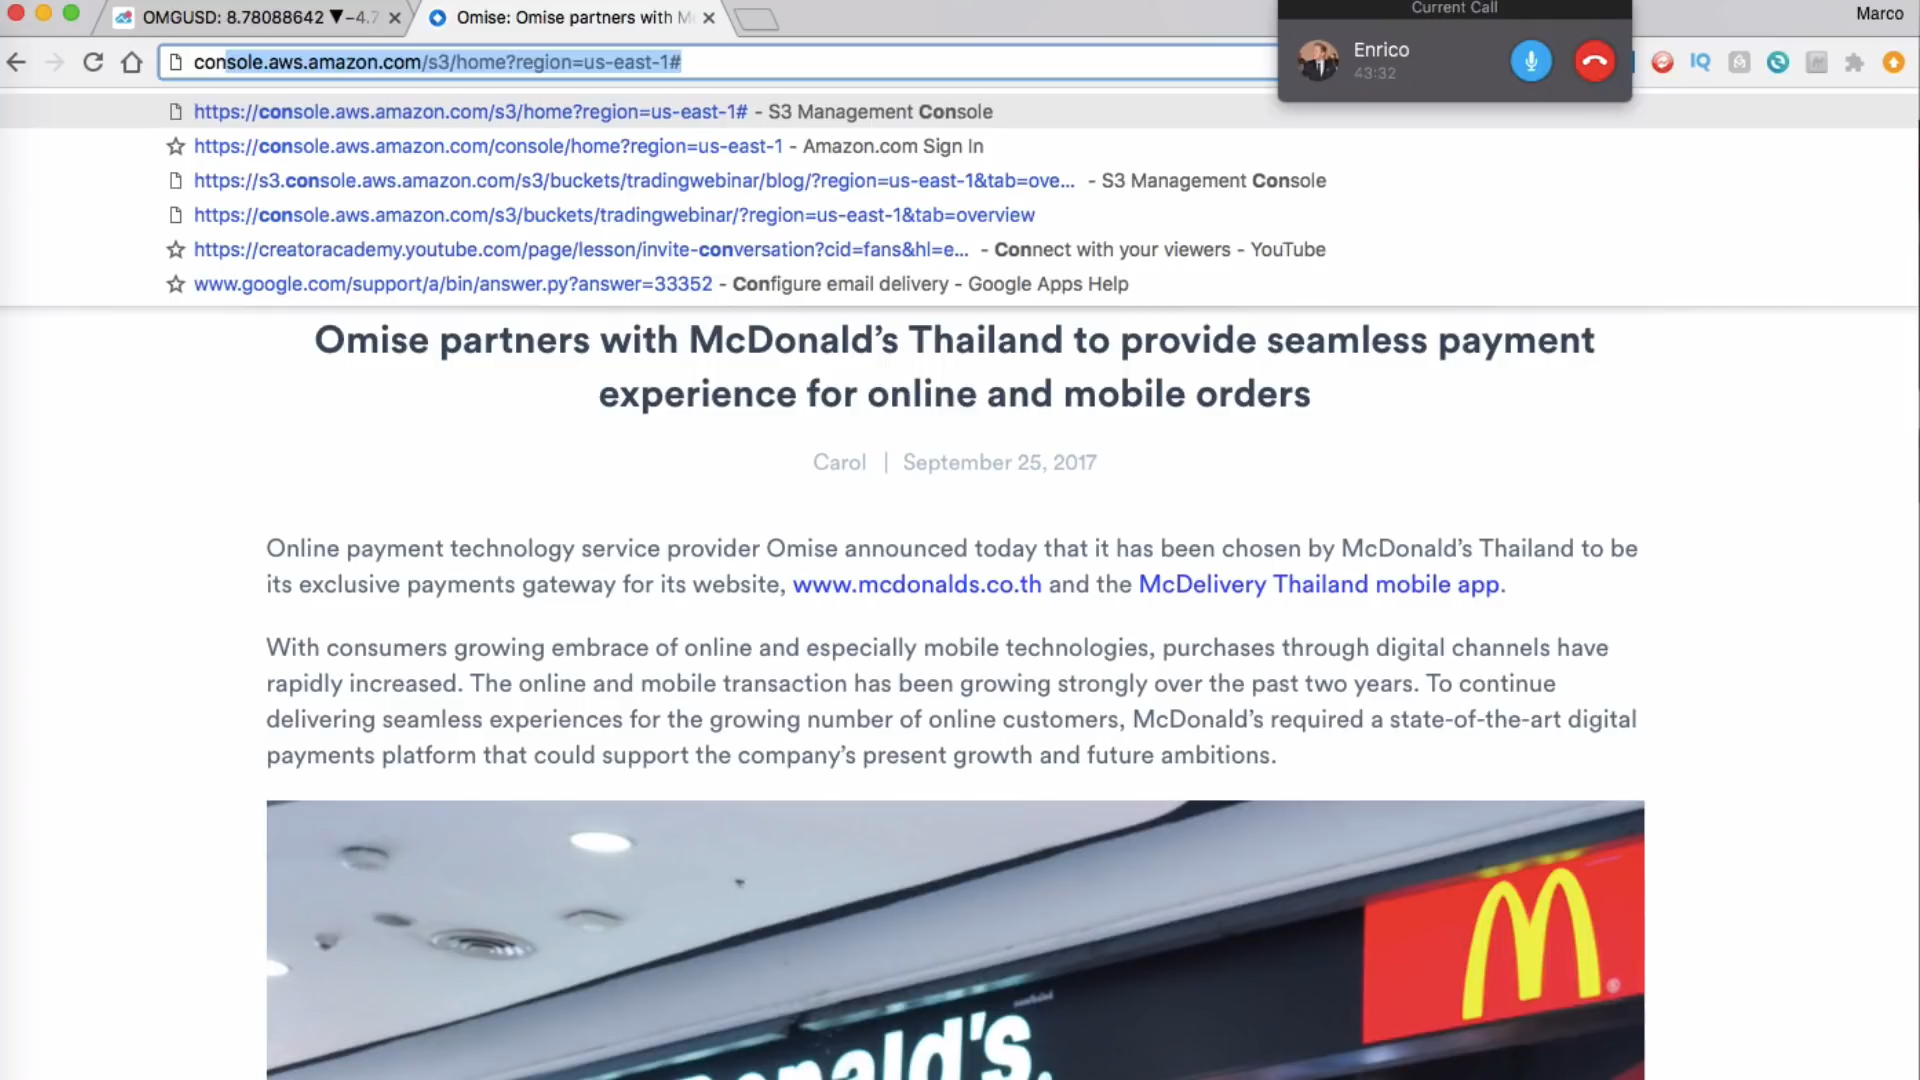 OMGUSD: 8.78088642 ▼−4.7
Omise: Omise partners with M
Current Call
Marco
console.aws.amazon.com/s3/home?region=us-east-1#
Enrico
43:32
IQ
https://console.aws.amazon.com/s3/home?region=us-east-1# - S3 Management Console
https://console.aws.amazon.com/console/home?region=us-east-1 - Amazon.com Sign In
https://s3.console.aws.amazon.com/s3/buckets/tradingwebinar/blog/?region=us-east-1&tab=ove... - S3 Management Console
https://console.aws.amazon.com/s3/buckets/tradingwebinar/?region=us-east-1&tab=overview
https://creatoracademy.youtube.com/page/lesson/invite-conversation?cid=fans&hl=e... - Connect with your viewers - YouTube
www.google.com/support/a/bin/answer.py?answer=33352 - Configure email delivery - Google Apps Help
Omise partners with McDonald’s Thailand to provide seamless payment
experience for online and mobile orders
Carol | September 25, 2017
Online payment technology service provider Omise announced today that it has been chosen by McDonald’s Thailand to be
its exclusive payments gateway for its website, www.mcdonalds.co.th and the McDelivery Thailand mobile app.
With consumers growing embrace of online and especially mobile technologies, purchases through digital channels have
rapidly increased. The online and mobile transaction has been growing strongly over the past two years. To continue
delivering seamless experiences for the growing number of online customers, McDonald’s required a state-of-the-art digital
payments platform that could support the company’s present growth and future ambitions.
M
®
nald's.